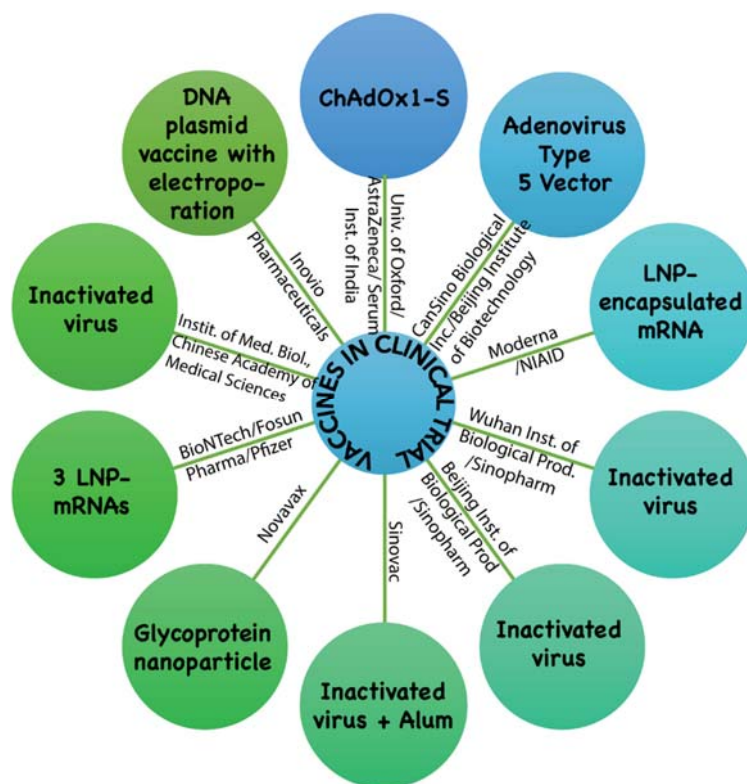 ChAdOx1-S
Univ. of Oxford/
AstraZeneca/ Serum
Inst. of India
Adenovirus
Type
5 Vector
CanSino Biological
Inc./Beijing Institute
of Biotechnology
LNP-
encapsulated
mRNA
Moderna
/NIAID
Inactivated
virus
Wuhan Inst. of
Biological Prod.
/Sinopharm
Inactivated
virus
Beijing Inst. of
Biological Prod
/Sinopharm
Inactivated
virus + Alum
Sinovac
Glycoprotein
nanoparticle
Novavax
3 LNP-
mRNAs
BioNTech/Fosun
Pharma/Pfizer
Inactivated
virus
Instit. of Med. Biol.,
Chinese Academy of
Medical Sciences
DNA
plasmid
vaccine with
electropo-
ration
Inovio
Pharmaceuticals
VACCINES IN CLINICAL TRIAL